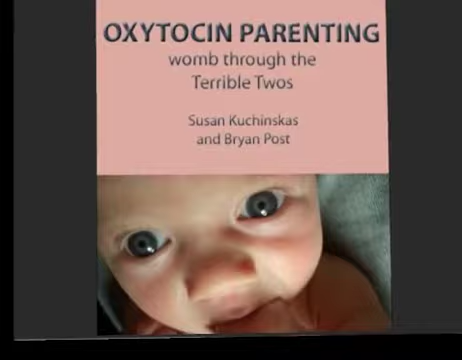 OXYTOCIN PARENTING
womb through the
Terrible Twos
Susan Kuchinskas
and Bryan Post